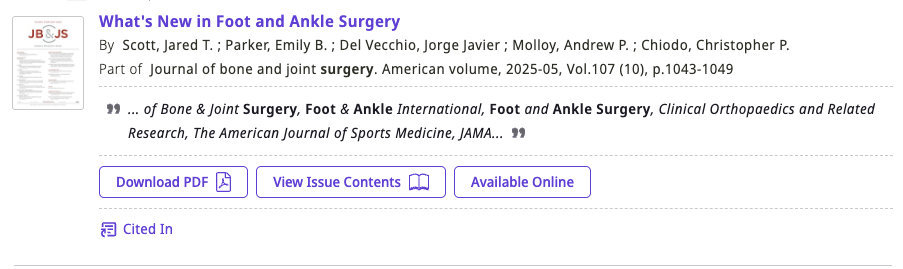 JB&JS
What's New in Foot and Ankle Surgery
By Scott, Jared T. ; Parker, Emily B. ; Del Vecchio, Jorge Javier ; Molloy, Andrew P. ; Chiodo, Christopher P.
Part of Journal of bone and joint surgery. American volume, 2025-05, Vol.107 (10), p.1043-1049
... of Bone & Joint Surgery, Foot & Ankle International, Foot and Ankle Surgery, Clinical Orthopaedics and Related
Research, The American Journal of Sports Medicine, JAMA...
Download PDF
View Issue Contents
Available Online
Cited In